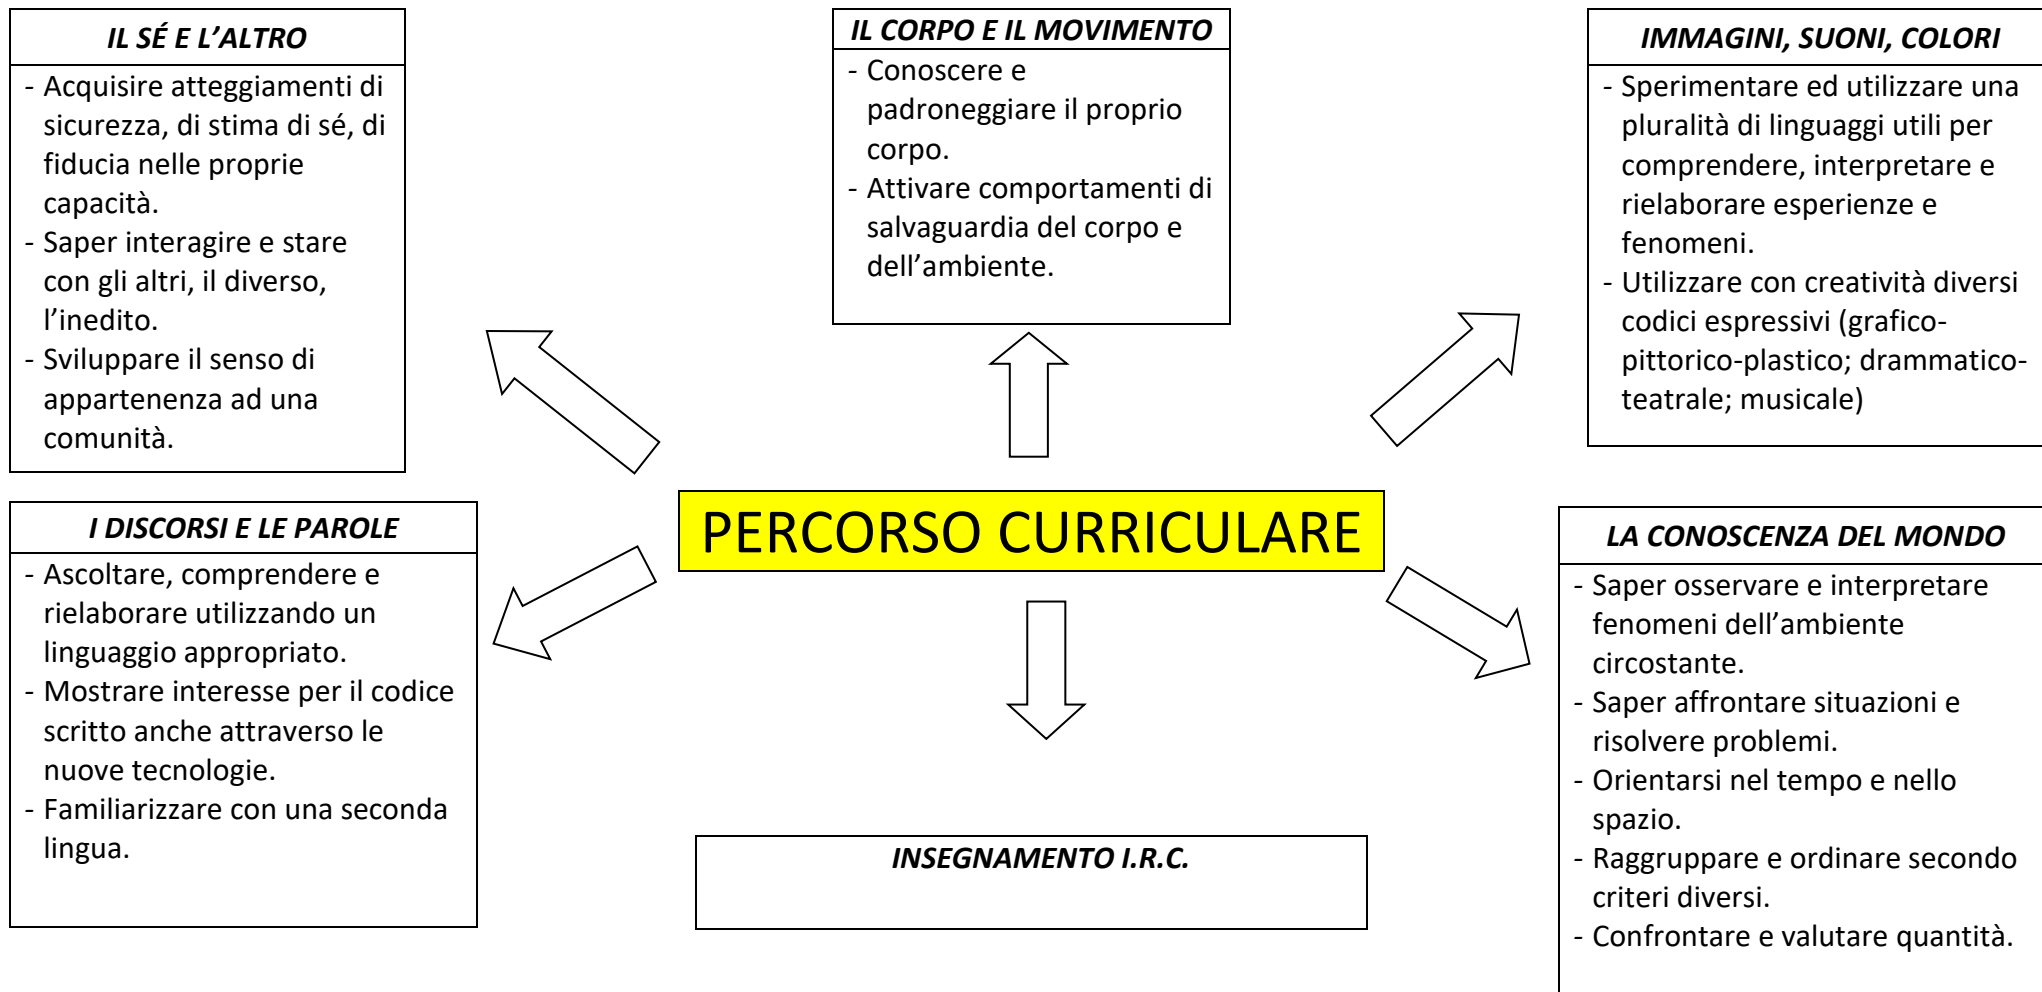 IL SÉ E L’ALTRO
- Acquisire atteggiamenti di
sicurezza, di stima di sé, di
fiducia nelle proprie
capacità.
- Saper interagire e stare
con gli altri, il diverso,
l’inedito.
- Sviluppare il senso di
appartenenza ad una
comunità.
IL CORPO E IL MOVIMENTO
- Conoscere e
padroneggiare il proprio
corpo.
- Attivare comportamenti di
salvaguardia del corpo e
dell’ambiente.
IMMAGINI, SUONI, COLORI
- Sperimentare ed utilizzare una
pluralità di linguaggi utili per
comprendere, interpretare e
rielaborare esperienze e
fenomeni.
- Utilizzare con creatività diversi
codici espressivi (grafico-
pittorico-plastico; drammatico-
teatrale; musicale)
PERCORSO CURRICULARE
I DISCORSI E LE PAROLE
- Ascoltare, comprendere e
rielaborare utilizzando un
linguaggio appropriato.
- Mostrare interesse per il codice
scritto anche attraverso le
nuove tecnologie.
- Familiarizzare con una seconda
lingua.
INSEGNAMENTO I.R.C.
LA CONOSCENZA DEL MONDO
- Saper osservare e interpretare
fenomeni dell’ambiente
circostante.
- Saper affrontare situazioni e
risolvere problemi.
- Orientarsi nel tempo e nello
spazio.
- Raggruppare e ordinare secondo
criteri diversi.
- Confrontare e valutare quantità.